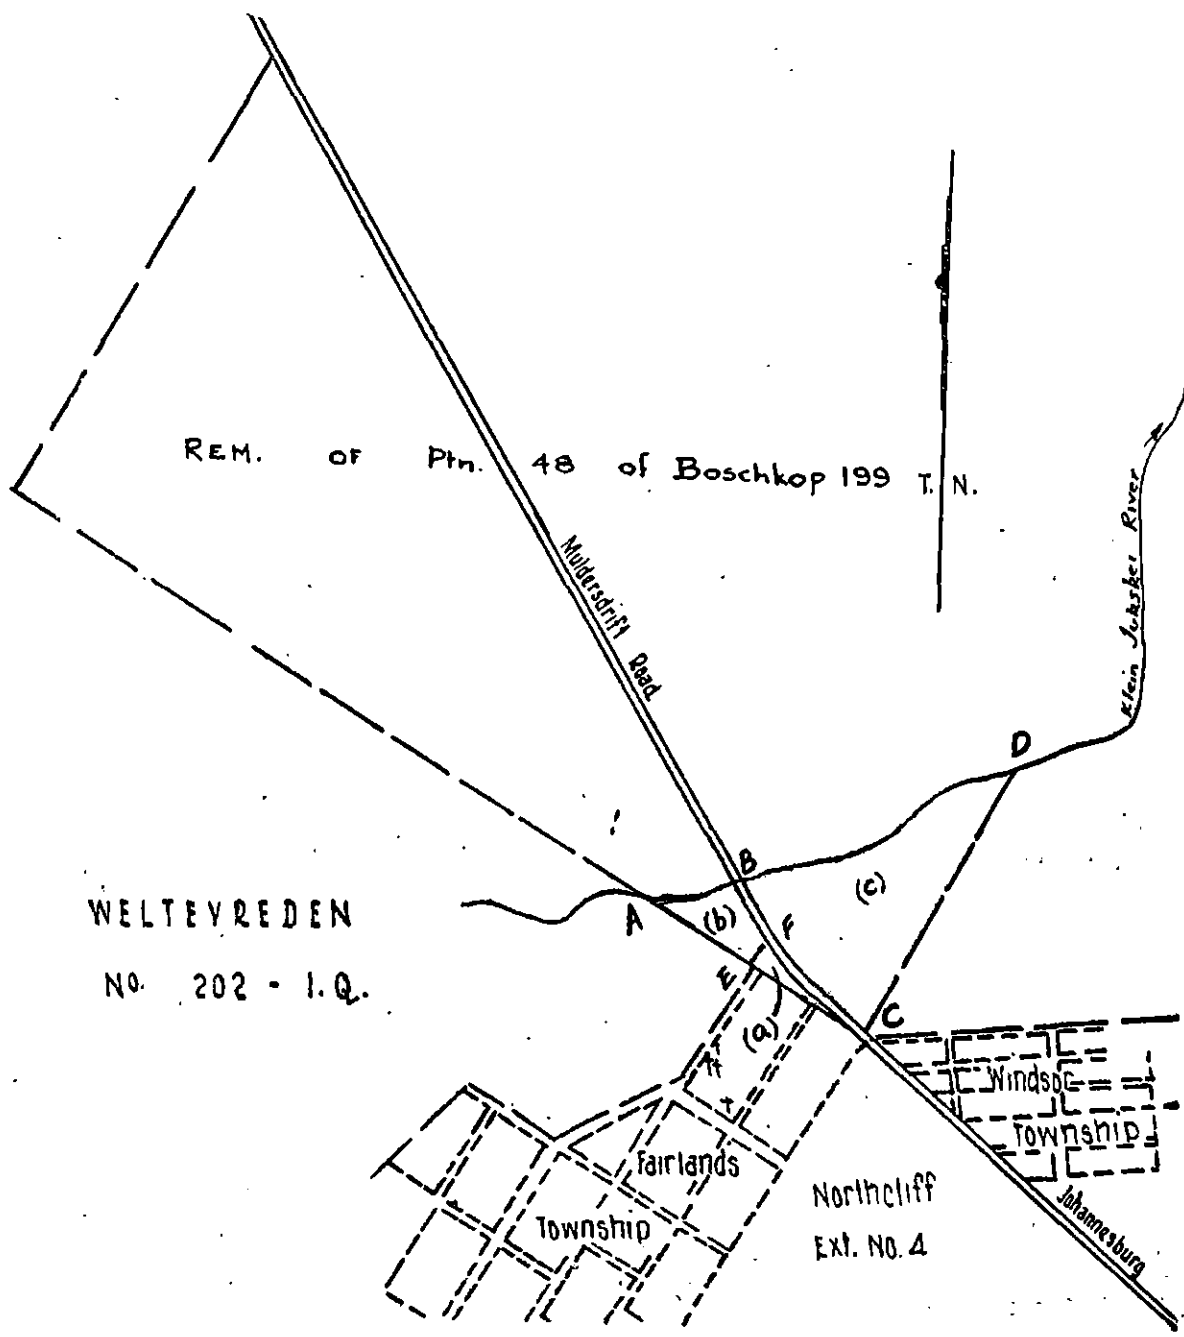 REM. OF Ptn. 48 of Boschkop 199
T. N.
Muldersdrift Road
Klein Jukskei River
D
B
(c)
A
(b)
F
WELTEVREDEN
No. 202 - I.Q.
E
C
(a)
Windsor
Township
Fairlands
Township
Northcliff
Ext. No. 4
Johannesburg